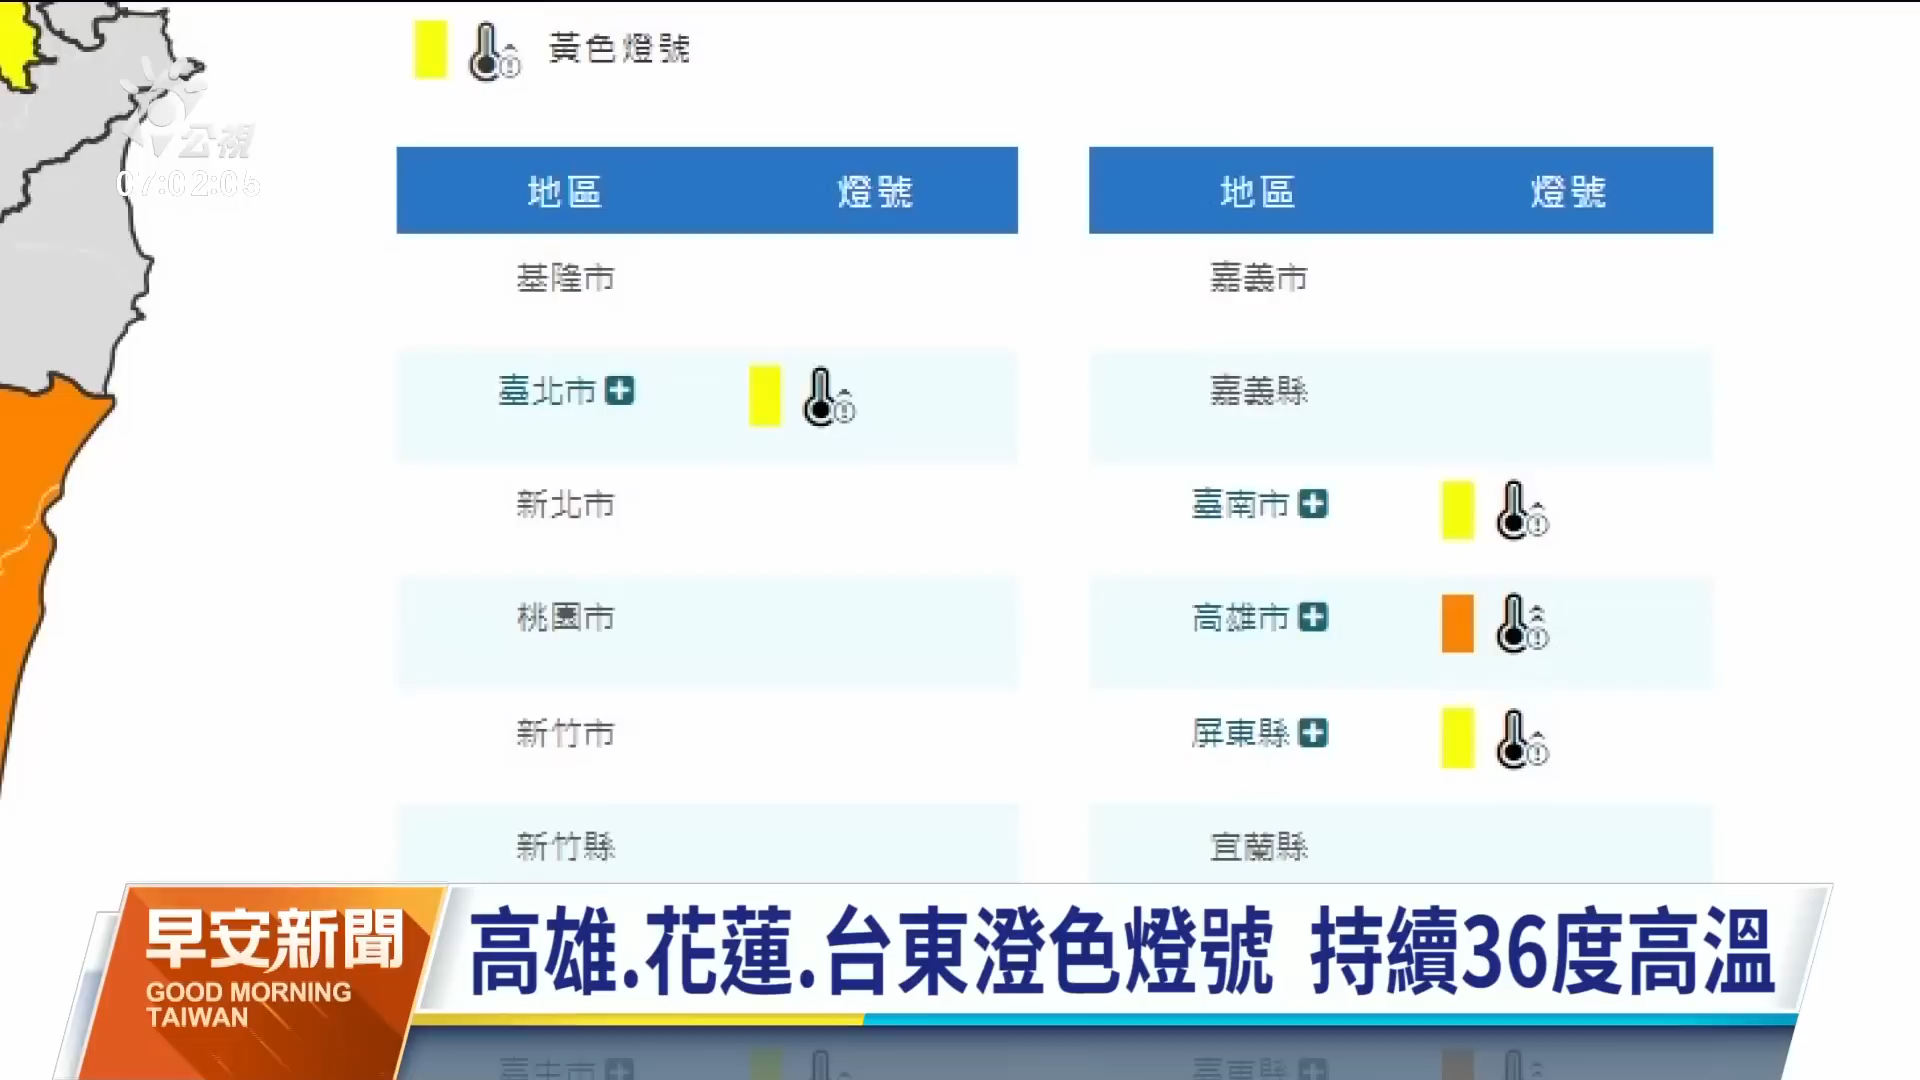 黃色燈號
公視
07:02:05
地區 燈號
基隆市
臺北市
新北市
桃園市
新竹市
新竹縣
地區 燈號
嘉義市
嘉義縣
臺南市
高雄市
屏東縣
宜蘭縣
早安新聞
GOOD MORNING
TAIWAN
高雄.花蓮.台東澄色燈號 持續36度高溫